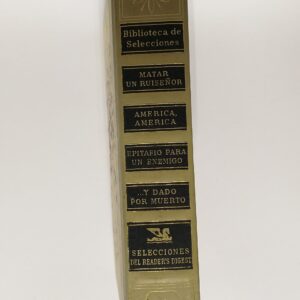 Biblioteca de
Selecciones
MATAR
UN RUISEÑOR
AMERICA,
AMERICA
EPITAFIO PARA
UN ENEMIGO
...Y DADO
POR MUERTO
SELECCIONES
DEL READER'S DIGEST